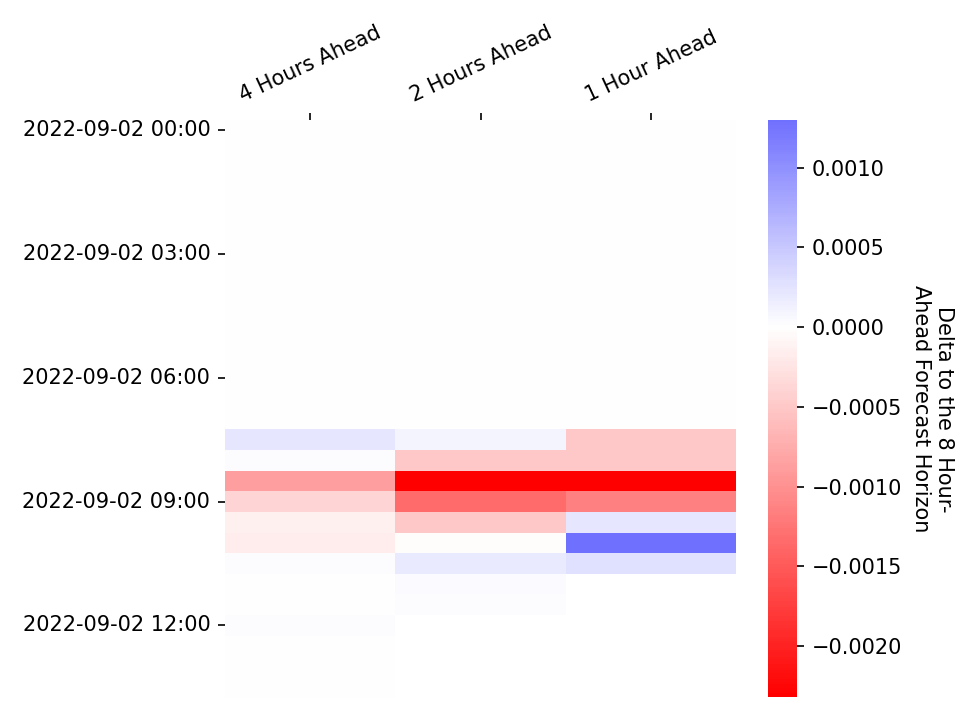 4 Hours Ahead
2 Hours Ahead
1 Hour Ahead
2022-09-02 00:00
2022-09-02 03:00
2022-09-02 06:00
2022-09-02 09:00
2022-09-02 12:00
0.0010
0.0005
0.0000
−0.0005
−0.0010
−0.0015
−0.0020
Delta to the 8 Hour-
Ahead Forecast Horizon